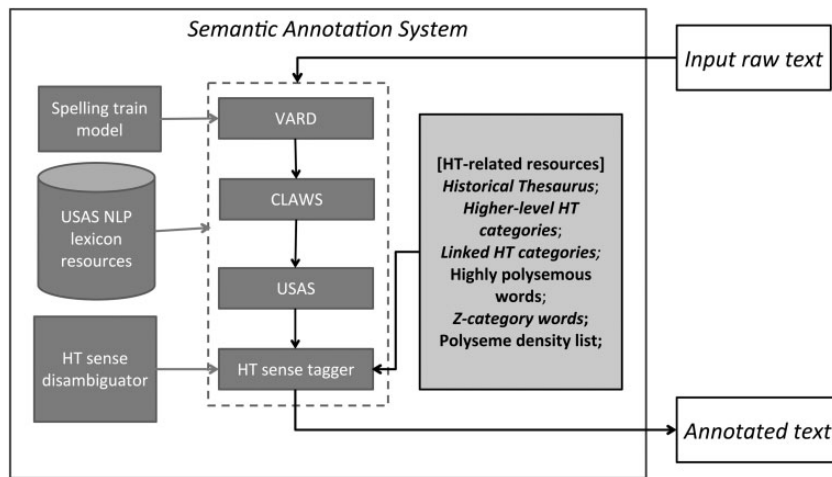 Semantic Annotation System
Input raw text
Spelling train
model
VARD
USAS NLP
lexicon
resources
CLAWS
USAS
HT sense
disambiguator
HT sense tagger
[HT-related resources]
Historical Thesaurus;
Higher-level HT
categories;
Linked HT categories;
Highly polysemous
words;
Z-category words;
Polyseme density list;
Annotated text